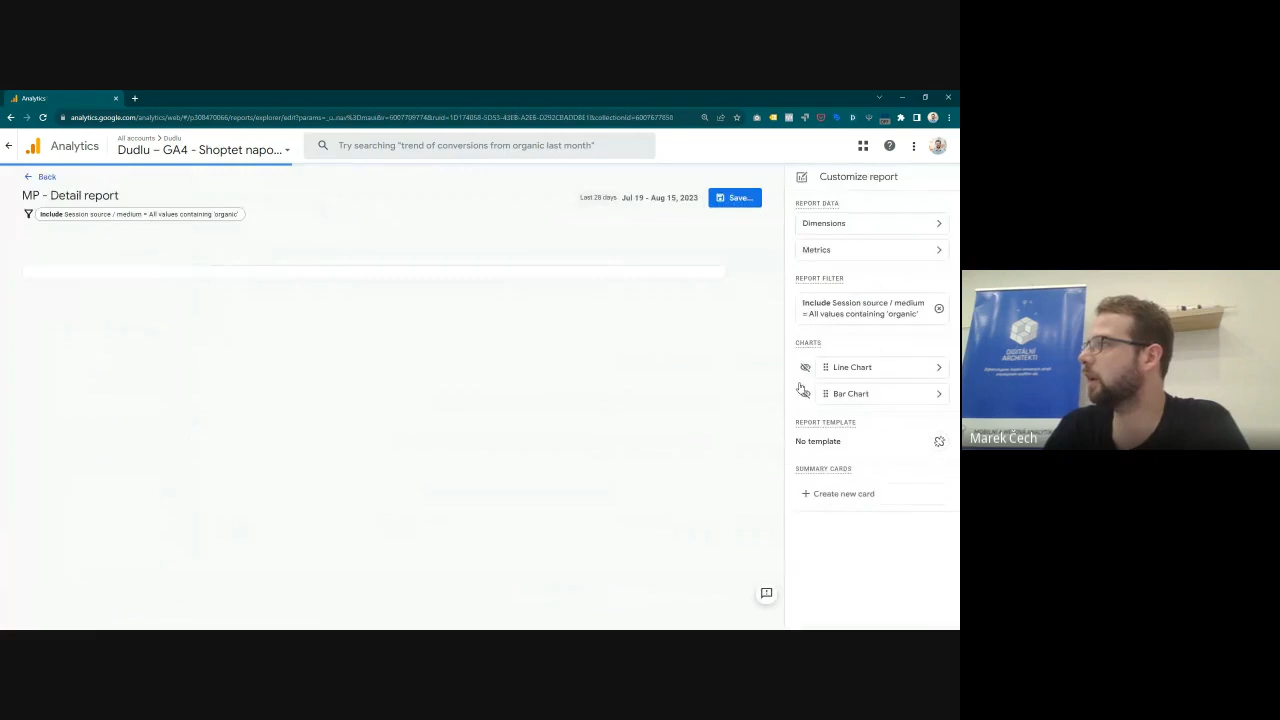 Analytics
analytics.google.com/analytics/web/#/p308470066/reports/explorer/edit?params=_u..nav%3Dmaui&r=6007709774&ruid=1D174058-5D53-43EB-A2E6-D292CBADDBE1&collectionId=6007677850
Analytics
All accounts > Dudlu
Dudlu – GA4 - Shoptet napo...
Try searching "trend of conversions from organic last month"
Back
MP - Detail report
Last 28 days Jul 19 - Aug 15, 2023
Save...
Include Session source / medium = All values containing 'organic'
Customize report
REPORT DATA
Dimensions
Metrics
REPORT FILTER
Include Session source / medium
= All values containing 'organic'
CHARTS
Line Chart
Bar Chart
REPORT TEMPLATE
No template
SUMMARY CARDS
Create new card
DIGITÁLNÍ
ARCHITEKTI
Marek Čech